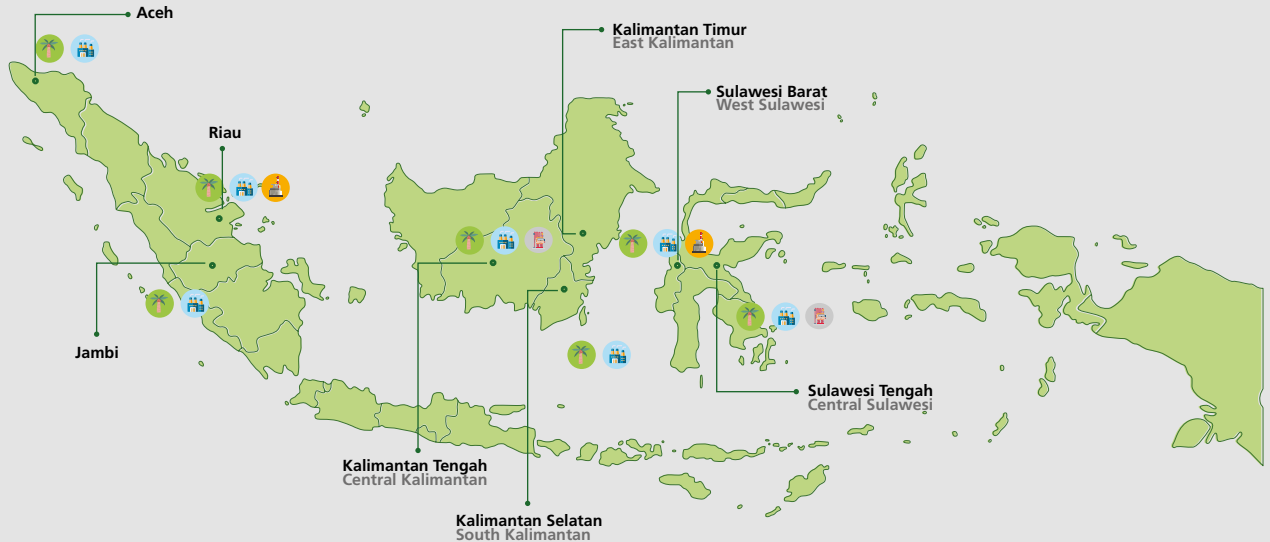 Aceh
Kalimantan Timur
East Kalimantan
Sulawesi Barat
West Sulawesi
Riau
Jambi
Sulawesi Tengah
Central Sulawesi
Kalimantan Tengah
Central Kalimantan
Kalimantan Selatan
South Kalimantan